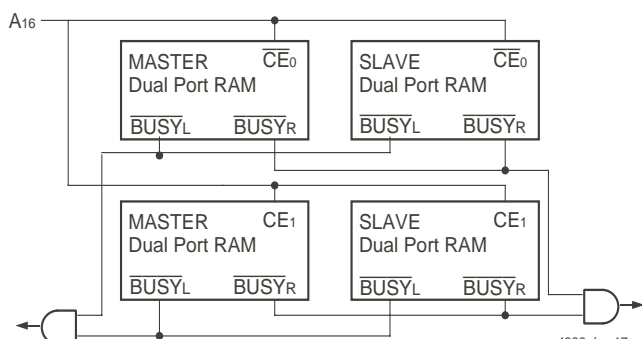 A16
MASTER CE0
Dual Port RAM
BUSYL BUSYR
SLAVE CE0
Dual Port RAM
BUSYL BUSYR
MASTER CE1
Dual Port RAM
BUSYL BUSYR
SLAVE CE1
Dual Port RAM
BUSYL BUSYR